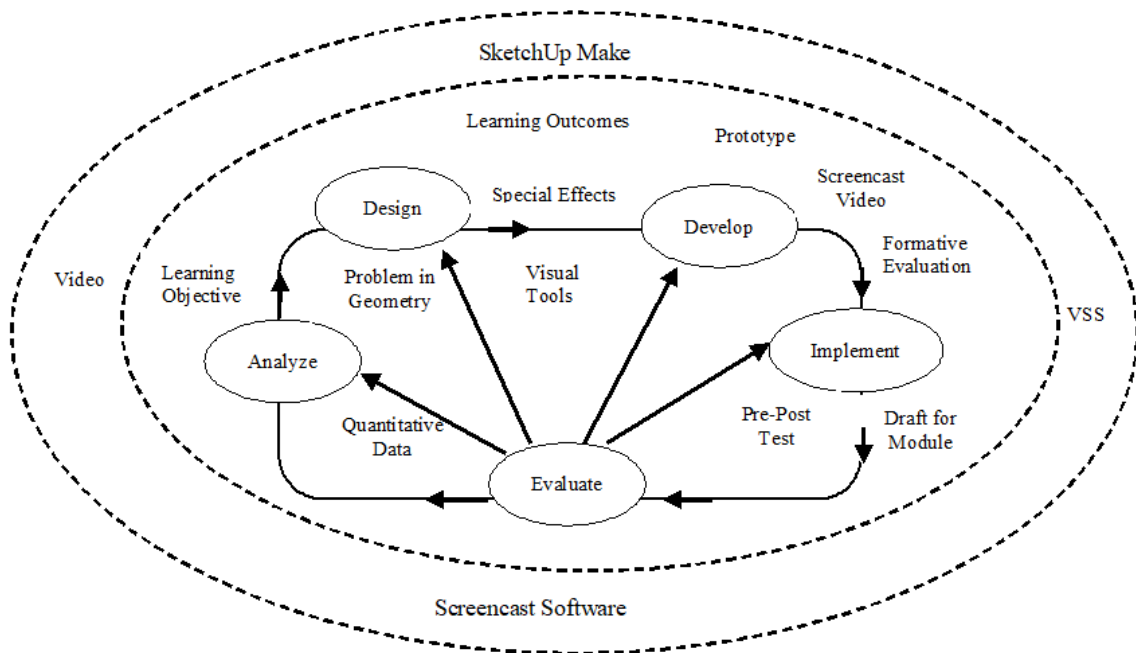 SketchUp Make
Learning Outcomes
Prototype
Screencast
Video
Special Effects
Design
Develop
Formative
Evaluation
Video
Learning
Objective
Problem in
Geometry
Visual
Tools
VSS
Analyze
Implement
Quantitative
Data
Pre-Post
Test
Draft for
Module
Evaluate
Screencast Software